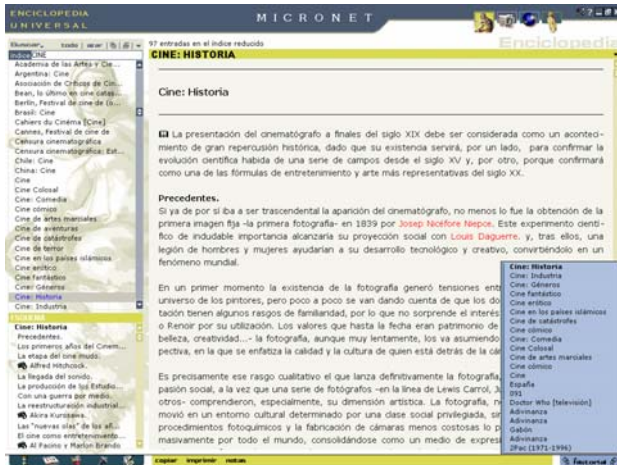 ENCICLOPEDIA
UNIVERSAL
MICRONET
Enciclopedia
97 entradas en el índice reducido
todo
Índice CINE
CINE: HISTORIA
Academia de las Artes y Cie...
Argentina: Cine
Asociación de Críticos de Cin...
Bean, lo último en cine catas...
Berlín, Festival de cine de (o...
Brasil: Cine
Cahiers du Cinéma [Cine]
Cannes, Festival de cine de
Censura cinematográfica
Censura cinematográfica: Est...
Chile: Cine
China: Cine
Cine
Cine Colosal
Cine: Comedia
Cine cómico
Cine de artes marciales
Cine de aventuras
Cine de catástrofes
Cine de terror
Cine en los países islámicos
Cine erótico
Cine fantástico
Cine: Géneros
Cine: Historia
Cine: Industria
ESQUEMA
Cine: Historia
Precedentes.
Los primeros años del Cinem...
La etapa del cine mudo.
Alfred Hitchcock.
La llegada del sonido.
La producción de los Estudio...
Con una guerra por medio.
La reestructuración industrial...
Akira Kurosawa.
Las "nuevas olas" de los añ...
El cine como entretenimiento...
Al Pacino y Marlon Brando
Cine: Historia
La presentación del cinematógrafo a finales del siglo XIX debe ser considerada como un aconteci-
miento de gran repercusión histórica, dado que su existencia servirá, por un lado, para confirmar la
evolución científica habida de una serie de campos desde el siglo XV y, por otro, porque confirmará
como una de las fórmulas de entretenimiento y arte más representativas del siglo XX.
Precedentes.
Si ya de por sí iba a ser trascendental la aparición del cinematógrafo, no menos lo fue la obtención de la
primera imagen fija -la primera fotografía- en 1839 por Josep Nicéfore Niepce. Este experimento cientí-
fico de indudable importancia alcanzaría su proyección social con Louis Daguerre. y, tras ellos, una
legión de hombres y mujeres ayudarían a su desarrollo tecnológico y creativo, convirtiéndolo en un
fenómeno mundial.
En un primer momento la existencia de la fotografía generó tensiones ent
universo de los pintores, pero poco a poco se van dando cuenta de que los do
tación tienen algunos rasgos de familiaridad, por lo que no sorprende el interés
o Renoir por su utilización. Los valores que hasta la fecha eran patrimonio de
belleza, creatividad...- la fotografía, aunque muy lentamente, los va asumiendo
pectiva, en la que se enfatiza la calidad y la cultura de quien está detrás de la cá
Es precisamente ese rasgo cualitativo el que lanza definitivamente la fotografía,
pasión social, a la vez que una serie de fotógrafos -en la línea de Lewis Carrol, J
otros- comprendieron, especialmente, su dimensión artística. La fotografía, n
movió en un entorno cultural determinado por una clase social privilegiada, sir
procedimientos fotoquímicos y la fabricación de cámaras menos costosas lo p
masivamente por todo el mundo, consolidándose como un medio de expres
Cine: Historia
Cine: Industria
Cine: Géneros
Cine fantástico
Cine erótico
Cine en los países islámicos
Cine de catástrofes
Cine cómico
Cine: Comedia
Cine Colosal
Cine de artes marciales
Cine cómico
Cine
España
091
Doctor Who [televisión]
Adivinanza
Adivinanza
Gabón
Adivinanza
Adivinanza
2Pac (1971-1996)
copiar imprimir notas
factorial